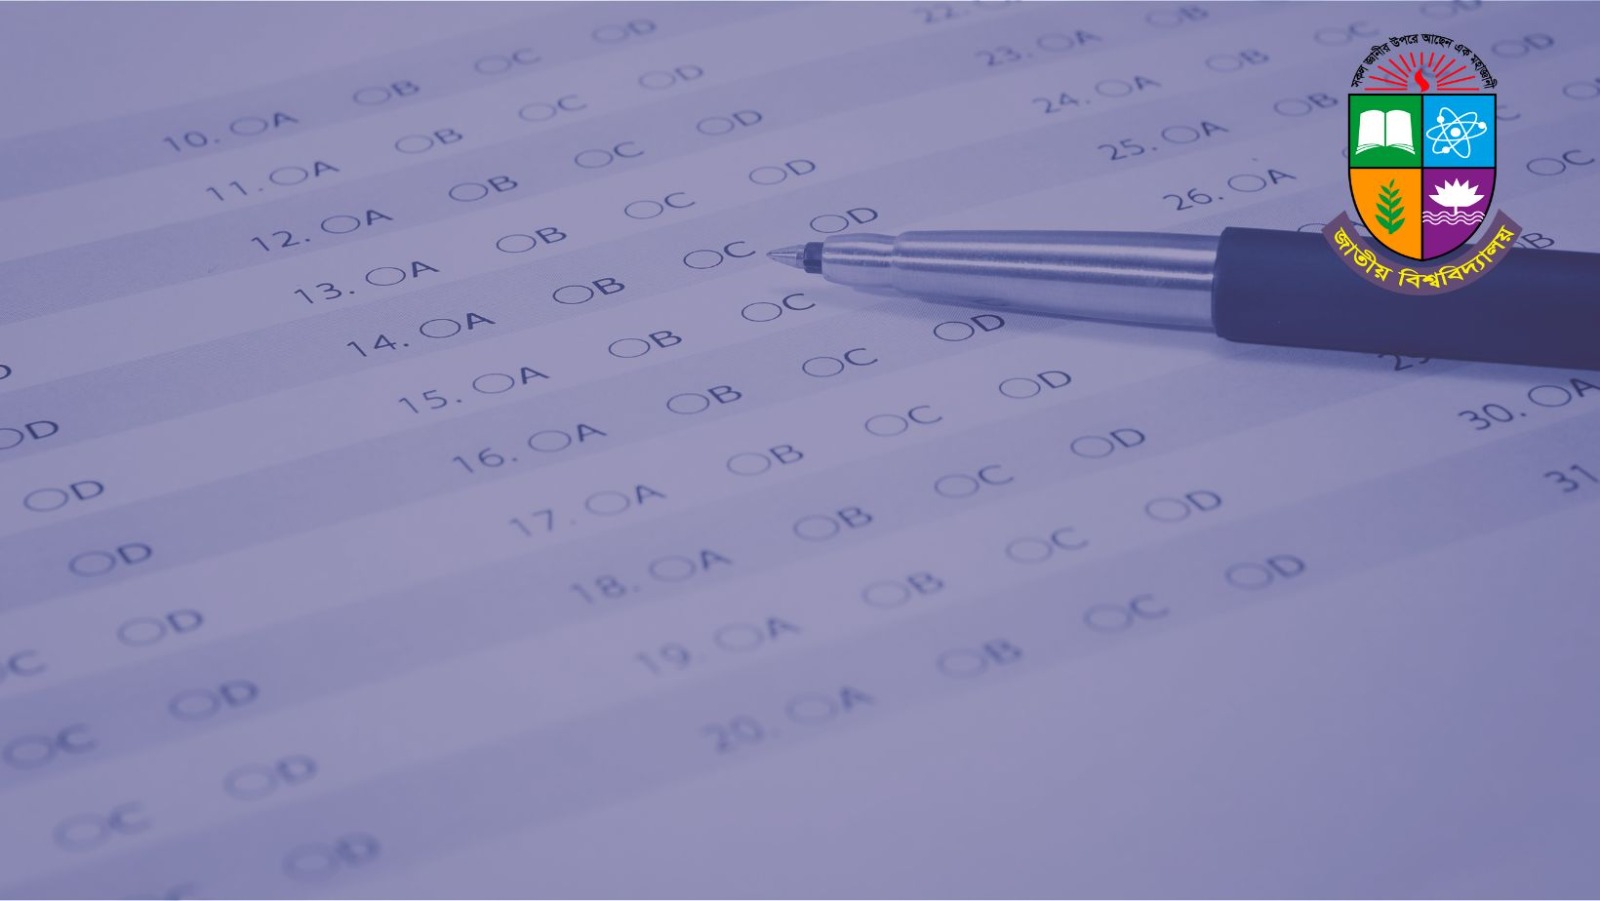 সকল জ্ঞানীর উপরে আছেন এক মহাজ্ঞানী
জাতীয় বিশ্ববিদ্যালয়
D
D
D
D
C D
C D
C D
D
10. A B C D
11. A B C D
12. A B C D
13. A B C D
14. A B C D
15. A B C
16. A B C D
17. A B C D
18. A B C D
19. A B C D
20. A B C D
22.
23. A B
24. A B C D
25. A B D
26. A C
C
B
30. A
31